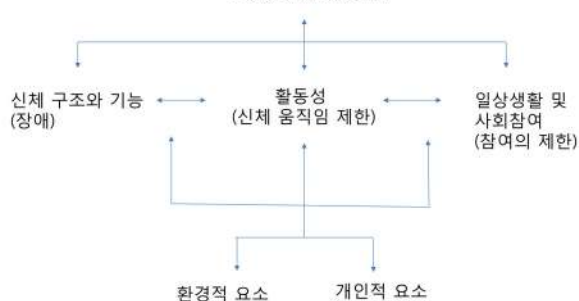 신체 구조와 기능
(장애)
활동성
(신체 움직임 제한)
일상생활 및
사회참여
(참여의 제한)
환경적 요소
개인적 요소